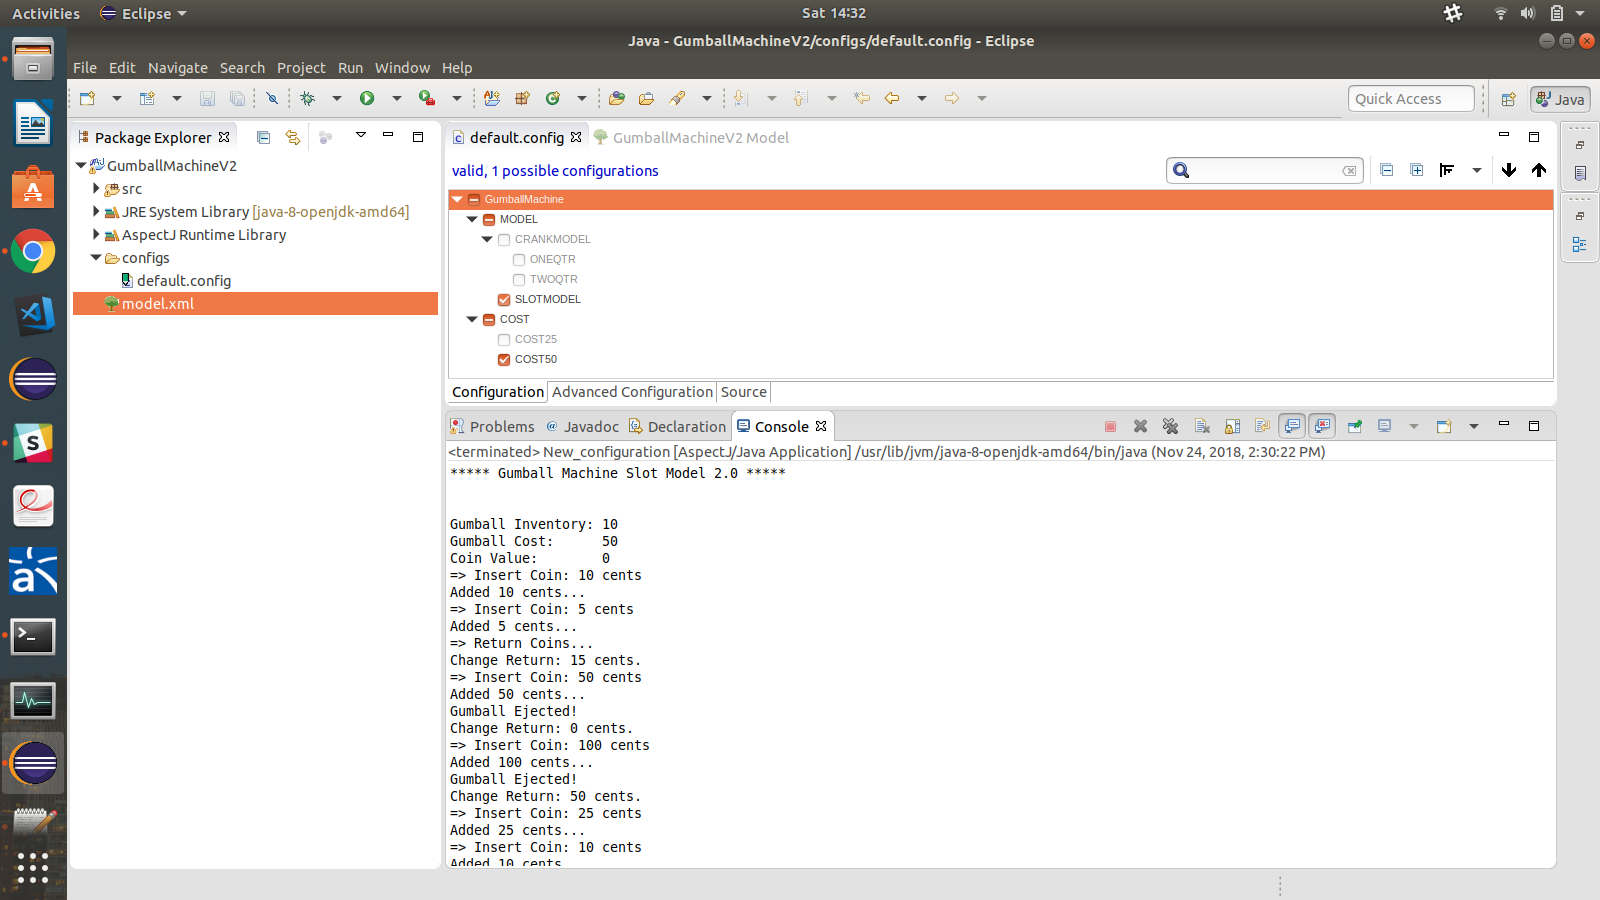 Activities Eclipse Sat 14:32
Java - GumballMachineV2/configs/default.config - Eclipse
File Edit Navigate Search Project Run Window Help
Quick Access Java
Package Explorer
GumballMachineV2
src
JRE System Library [java-8-openjdk-amd64]
AspectJ Runtime Library
configs
default.config
model.xml
default.config GumballMachineV2 Model
valid, 1 possible configurations
GumballMachine
MODEL
CRANKMODEL
ONEQTR
TWOQTR
SLOTMODEL
COST
COST25
COST50
Configuration Advanced Configuration Source
Problems Javadoc Declaration Console
<terminated> New_configuration [AspectJ/Java Application] /usr/lib/jvm/java-8-openjdk-amd64/bin/java (Nov 24, 2018, 2:30:22 PM)
***** Gumball Machine Slot Model 2.0 *****
Gumball Inventory: 10
Gumball Cost: 50
Coin Value: 0
=> Insert Coin: 10 cents
Added 10 cents...
=> Insert Coin: 5 cents
Added 5 cents...
=> Return Coins...
Change Return: 15 cents.
=> Insert Coin: 50 cents
Added 50 cents...
Gumball Ejected!
Change Return: 0 cents.
=> Insert Coin: 100 cents
Added 100 cents...
Gumball Ejected!
Change Return: 50 cents.
=> Insert Coin: 25 cents
Added 25 cents...
=> Insert Coin: 10 cents
Added 10 cents